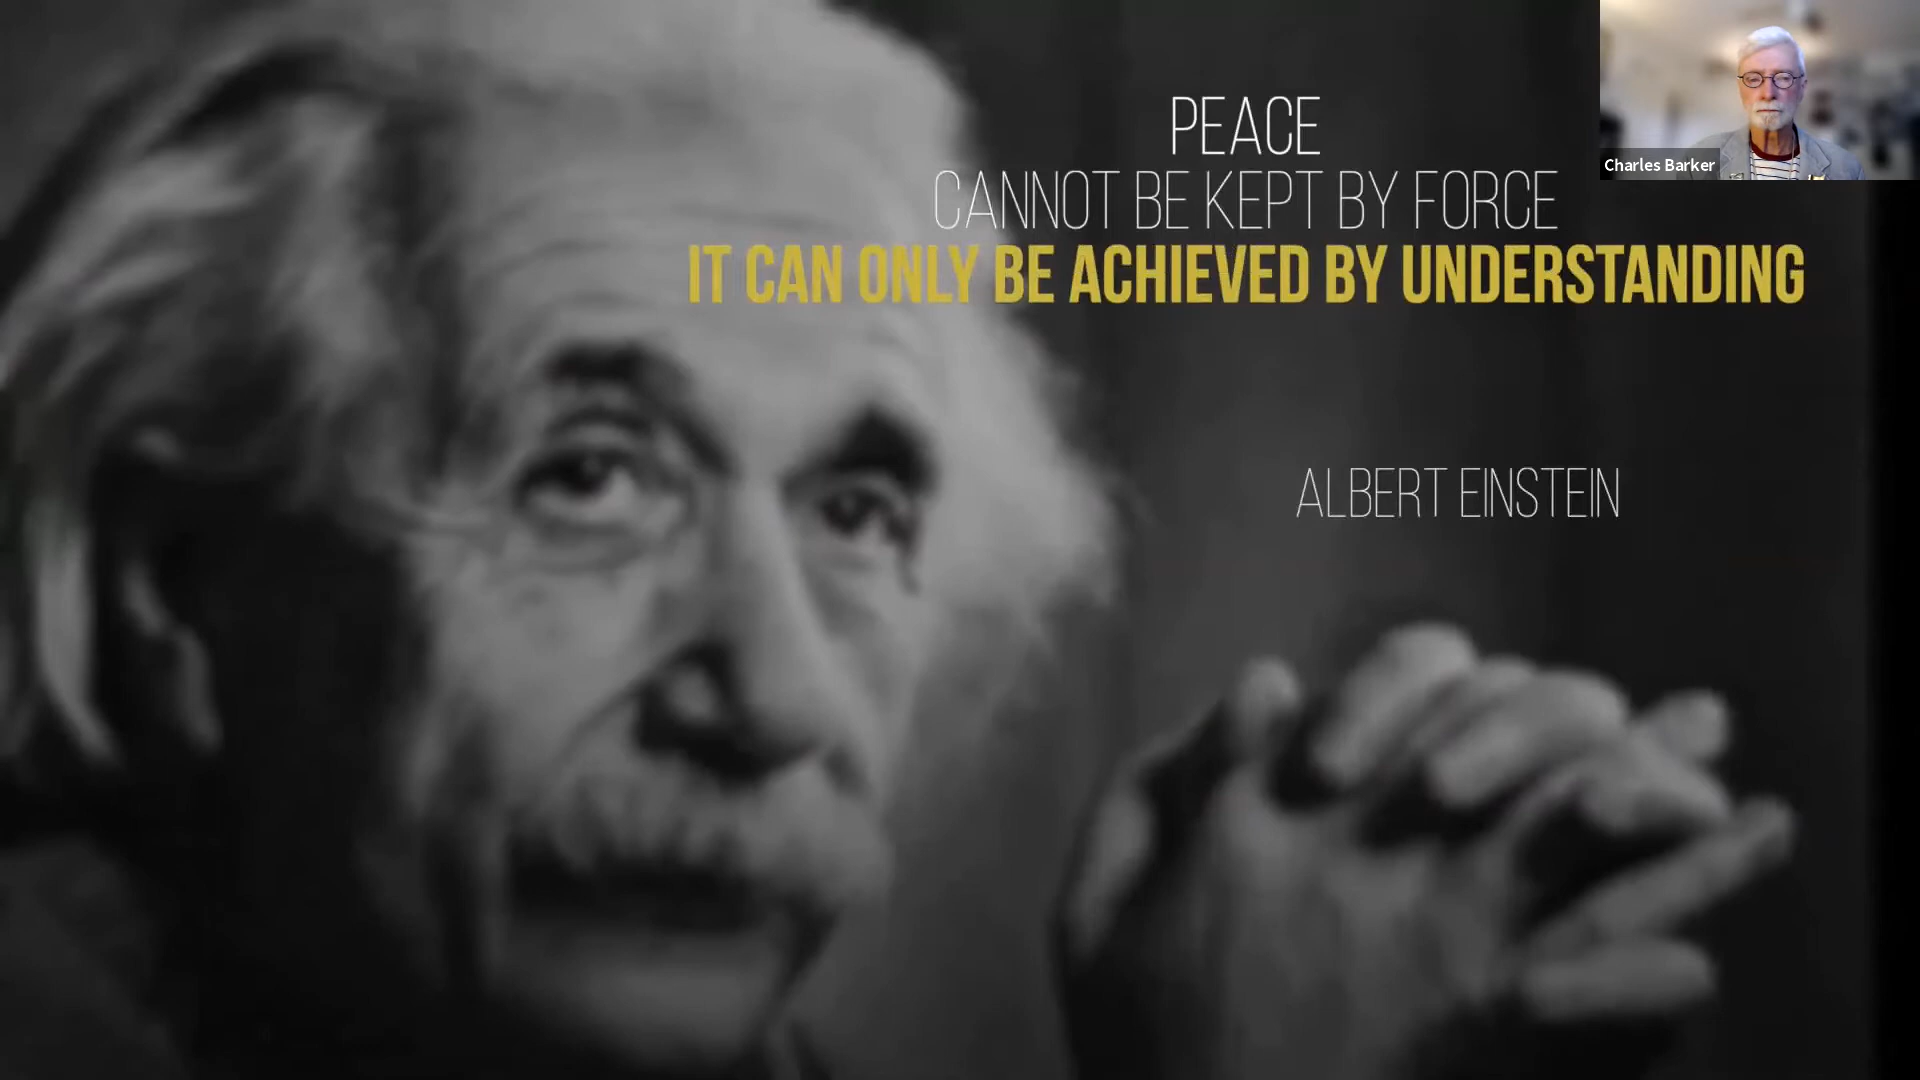 PEACE
CANNOT BE KEPT BY FORCE
IT CAN ONLY BE ACHIEVED BY UNDERSTANDING
ALBERT EINSTEIN
Charles Barker